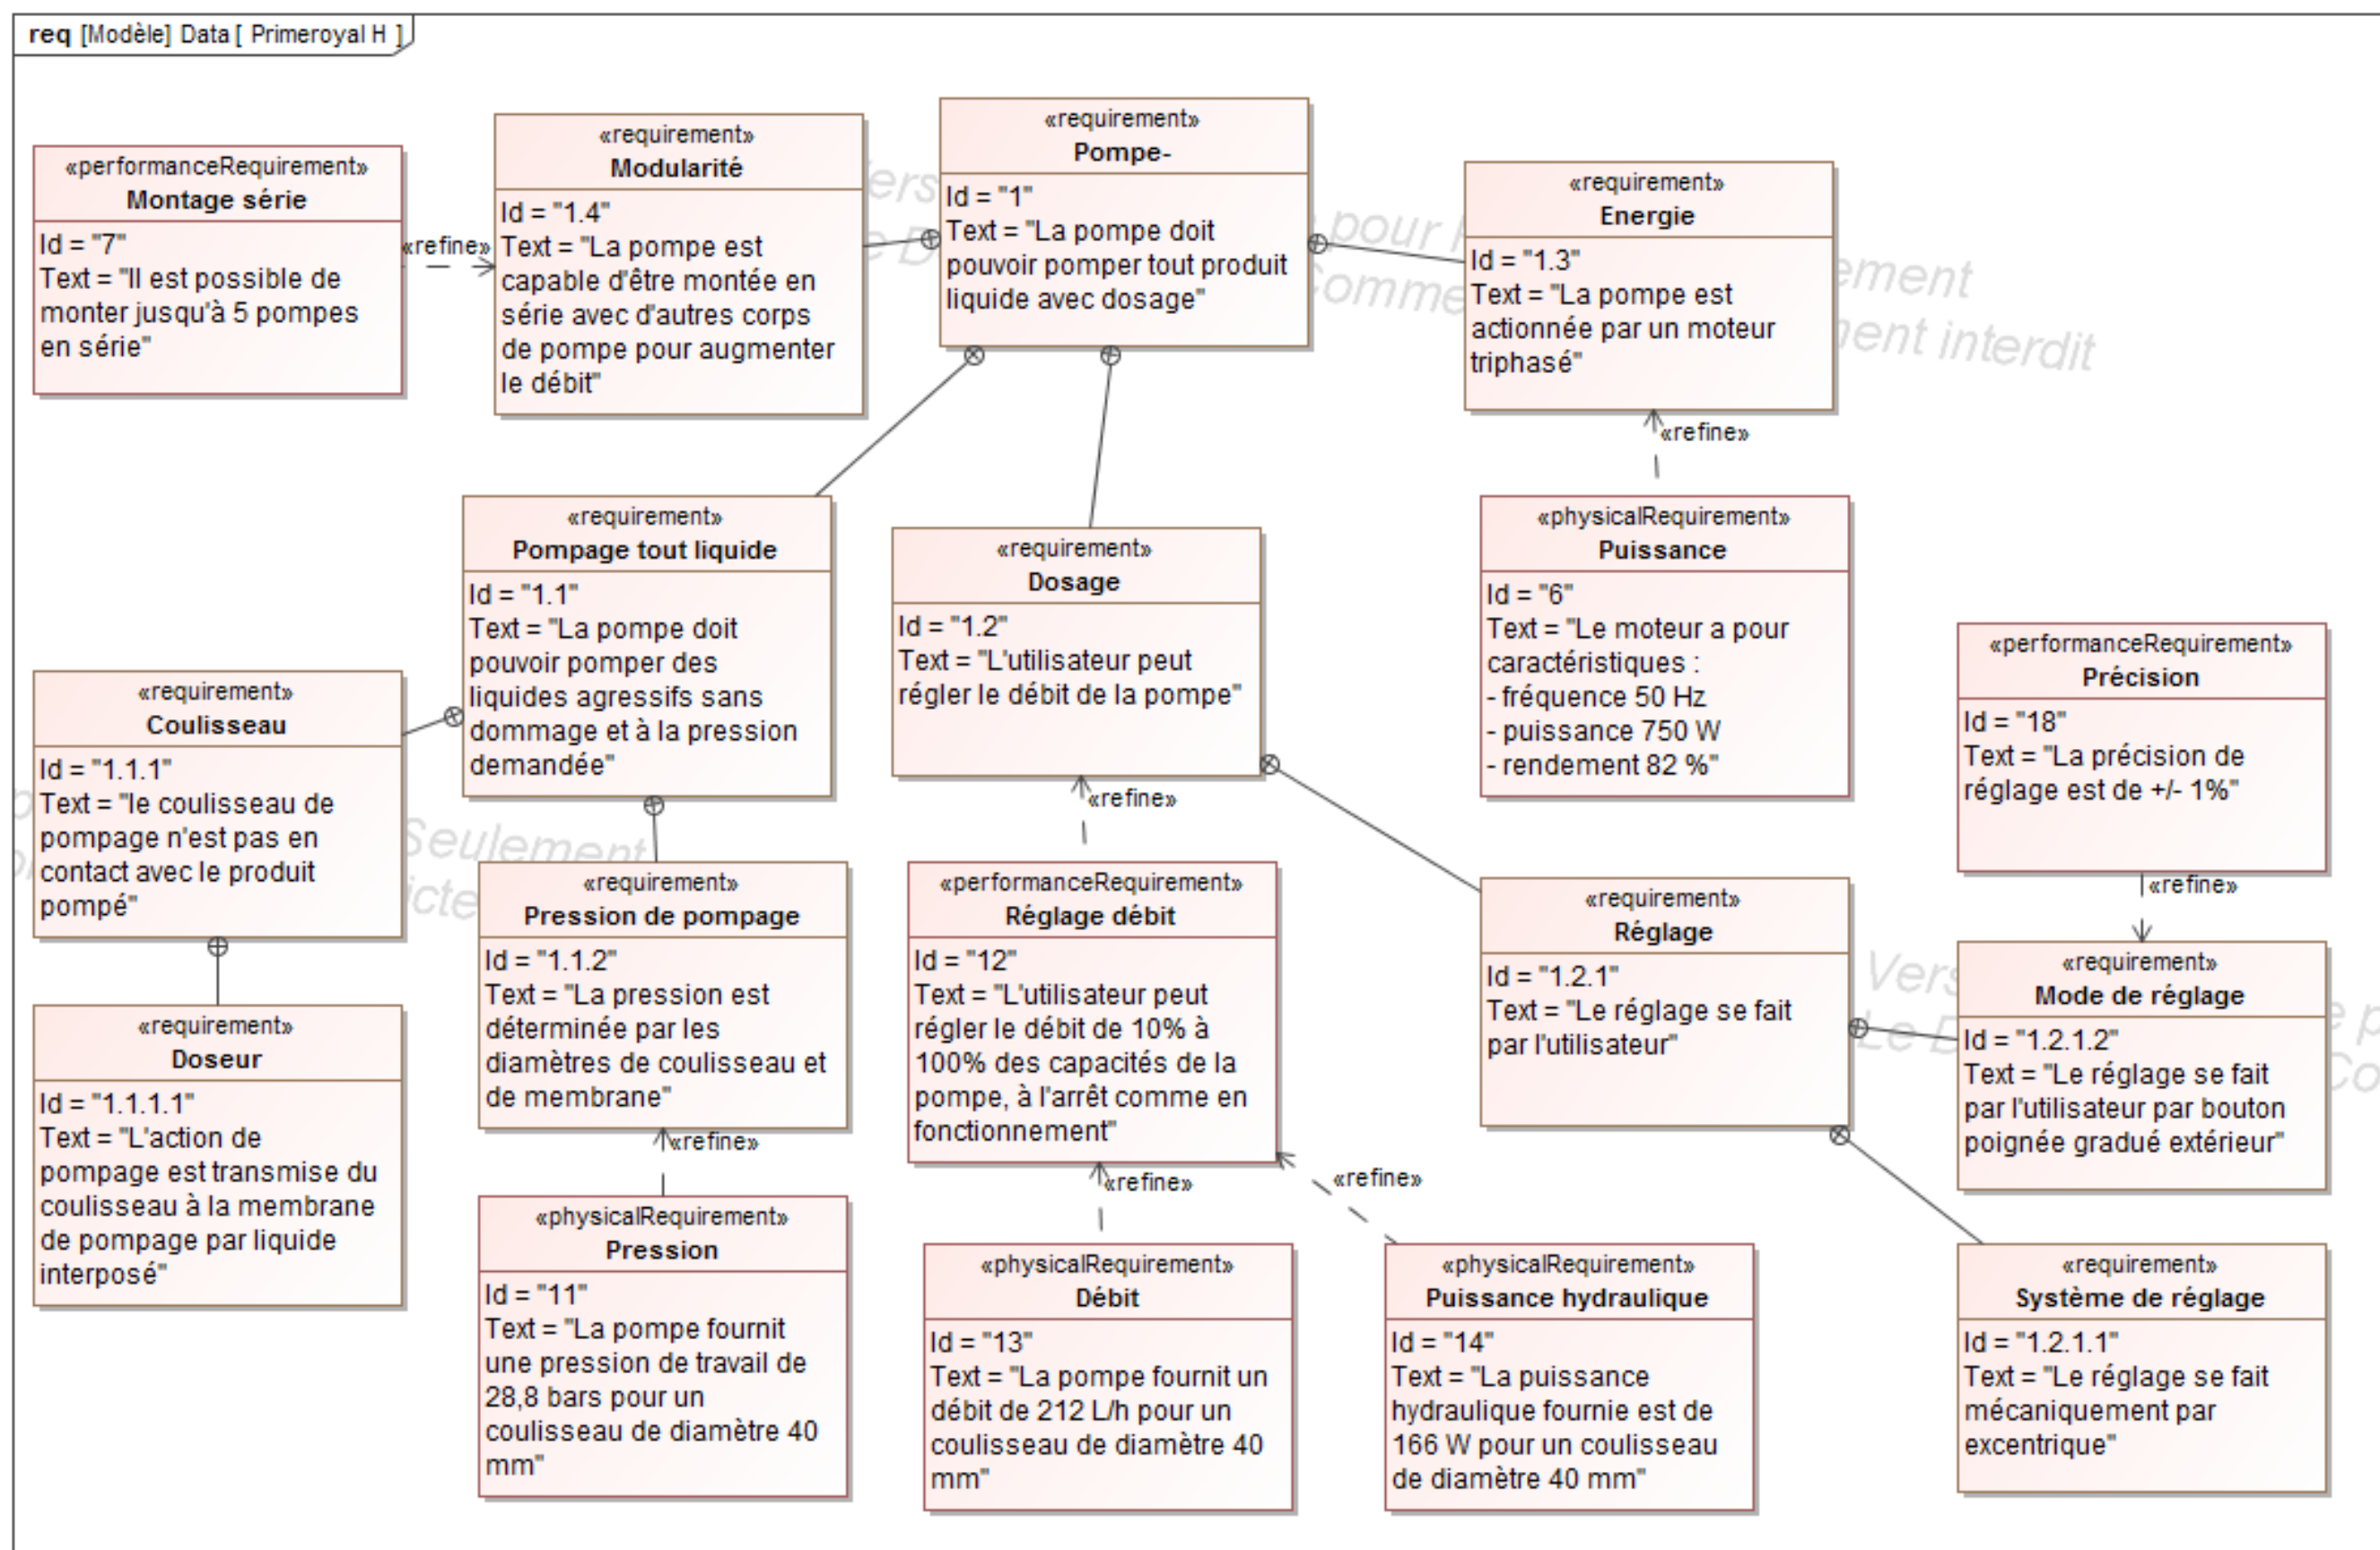 req [Modèle] Data [ Primeroyal H ]
«performanceRequirement»
Montage série
Id = "7"
Text = "Il est possible de
monter jusqu'à 5 pompes
en série"
«refine»
«requirement»
Modularité
Id = "1.4"
Text = "La pompe est
capable d'être montée en
série avec d'autres corps
de pompe pour augmenter
le débit"
«requirement»
Pompe-
Id = "1"
Text = "La pompe doit
pouvoir pomper tout produit
liquide avec dosage"
«requirement»
Energie
Id = "1.3"
Text = "La pompe est
actionnée par un moteur
triphasé"
«refine»
«physicalRequirement»
Puissance
Id = "6"
Text = "Le moteur a pour
caractéristiques :
- fréquence 50 Hz
- puissance 750 W
- rendement 82 %"
«requirement»
Pompage tout liquide
Id = "1.1"
Text = "La pompe doit
pouvoir pomper des
liquides agressifs sans
dommage et à la pression
demandée"
«requirement»
Dosage
Id = "1.2"
Text = "L'utilisateur peut
régler le débit de la pompe"
«refine»
«requirement»
Coulisseau
Id = "1.1.1"
Text = "le coulisseau de
pompage n'est pas en
contact avec le produit
pompé"
«requirement»
Doseur
Id = "1.1.1.1"
Text = "L'action de
pompage est transmise du
coulisseau à la membrane
de pompage par liquide
interposé"
«requirement»
Pression de pompage
Id = "1.1.2"
Text = "La pression est
déterminée par les
diamètres de coulisseau et
de membrane"
«refine»
«physicalRequirement»
Pression
Id = "11"
Text = "La pompe fournit
une pression de travail de
28,8 bars pour un
coulisseau de diamètre 40
mm"
«performanceRequirement»
Réglage débit
Id = "12"
Text = "L'utilisateur peut
régler le débit de 10% à
100% des capacités de la
pompe, à l'arrêt comme en
fonctionnement"
«refine»
«refine»
«physicalRequirement»
Débit
Id = "13"
Text = "La pompe fournit un
débit de 212 L/h pour un
coulisseau de diamètre 40
mm"
«physicalRequirement»
Puissance hydraulique
Id = "14"
Text = "La puissance
hydraulique fournie est de
166 W pour un coulisseau
de diamètre 40 mm"
«requirement»
Réglage
Id = "1.2.1"
Text = "Le réglage se fait
par l'utilisateur"
«performanceRequirement»
Précision
Id = "18"
Text = "La précision de
réglage est de +/- 1%"
«refine»
«requirement»
Mode de réglage
Id = "1.2.1.2"
Text = "Le réglage se fait
par l'utilisateur par bouton
poignée gradué extérieur"
«requirement»
Système de réglage
Id = "1.2.1.1"
Text = "Le réglage se fait
mécaniquement par
excentrique"
pour
interdit
Seulement